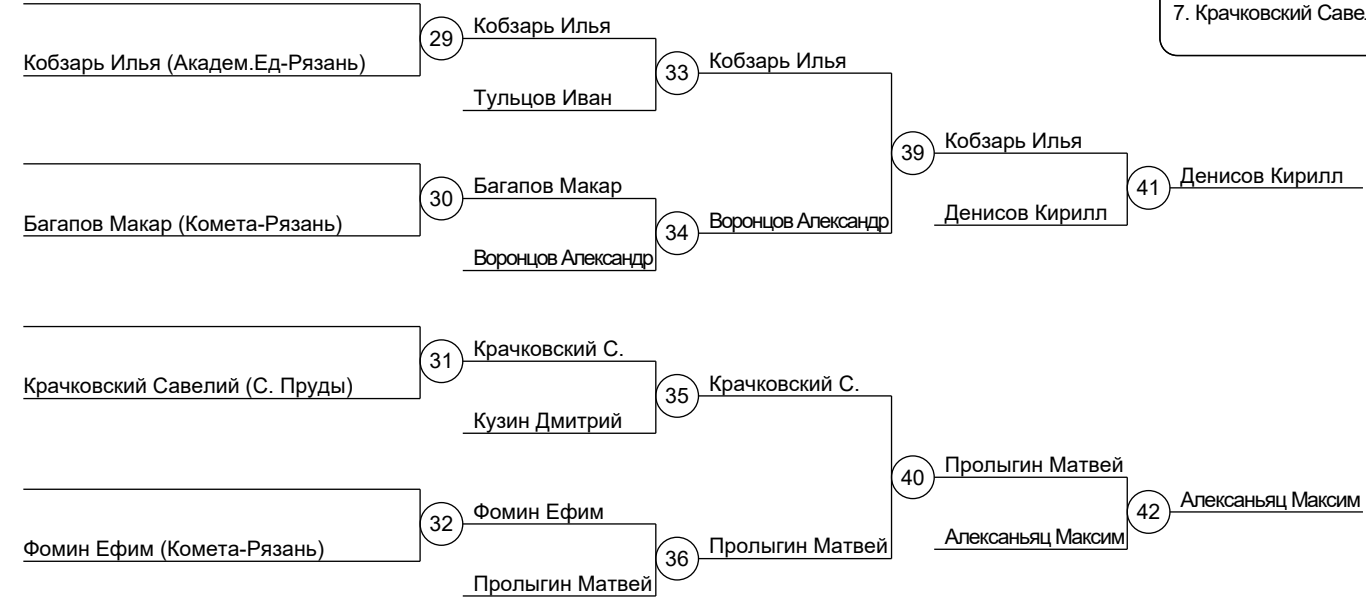 7. Крачковский Саве
29
Кобзарь Илья
Кобзарь Илья (Академ.Ед-Рязань)
33
Кобзарь Илья
Тульцов Иван
39
Кобзарь Илья
30
Багапов Макар
41
Денисов Кирилл
Багапов Макар (Комета-Рязань)
34
Воронцов Александр
Денисов Кирилл
Воронцов Александр
31
Крачковский С.
Крачковский Савелий (С. Пруды)
35
Крачковский С.
Кузин Дмитрий
40
Пролыгин Матвей
32
Фомин Ефим
42
Алексаньяц Максим
Фомин Ефим (Комета-Рязань)
36
Пролыгин Матвей
Алексаньяц Максим
Пролыгин Матвей